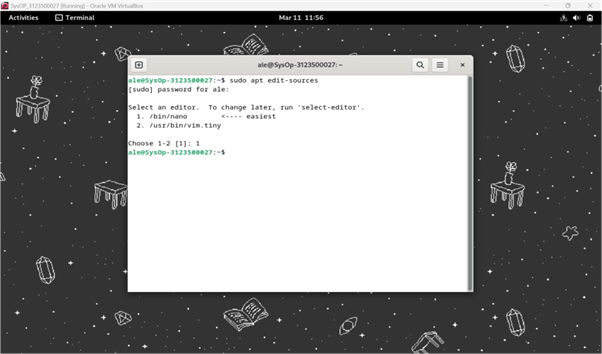 SysOP_3123500027 [Running] - Oracle VM VirtualBox
Activities Terminal Mar 11 11:56
ale@SysOp-3123500027: ~
ale@SysOp-3123500027:~$ sudo apt edit-sources
[sudo] password for ale:
Select an editor. To change later, run 'select-editor'.
1. /bin/nano <---- easiest
2. /usr/bin/vim.tiny
Choose 1-2 [1]: 1
ale@SysOp-3123500027:~$